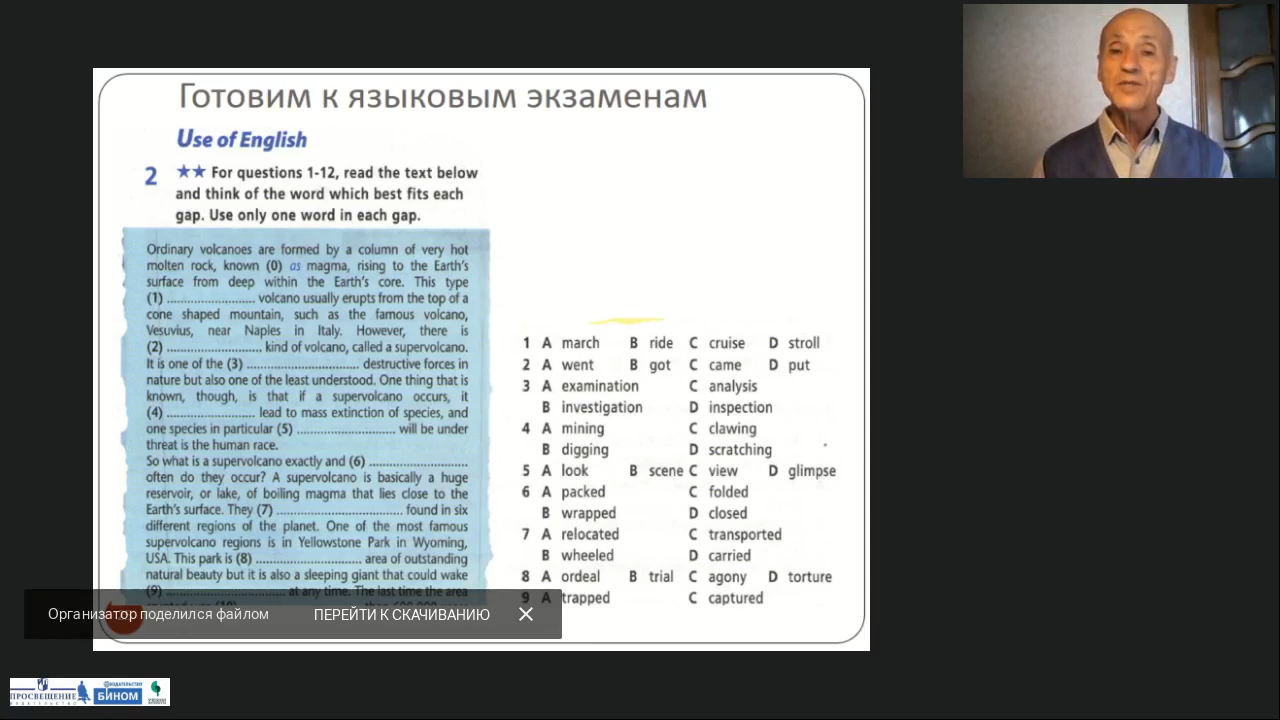 Готовим к языковым экзаменам
Use of English
2 ★★ For questions 1-12, read the text below
and think of the word which best fits each
gap. Use only one word in each gap.
Ordinary volcanoes are formed by a column of very hot
molten rock, known (0) as magma, rising to the Earth's
surface from deep within the Earth's core. This type
(1) .......................... volcano usually erupts from the top of a
cone shaped mountain, such as the famous volcano,
Vesuvius, near Naples in Italy. However, there is
(2) ............................ kind of volcano, called a supervolcano.
It is one of the (3) ................................. destructive forces in
nature but also one of the least understood. One thing that is
known, though, is that if a supervolcano occurs, it
(4) .......................... lead to mass extinction of species, and
one species in particular (5) ............................. will be under
threat is the human race.
So what is a supervolcano exactly and (6) .............................
often do they occur? A supervolcano is basically a huge
reservoir, or lake, of boiling magma that lies close to the
Earth's surface. They (7) ..................................... found in six
different regions of the planet. One of the most famous
supervolcano regions is in Yellowstone Park in Wyoming,
USA. This park is (8) ............................... area of outstanding
natural beauty but it is also a sleeping giant that could wake
(9) ................................... at any time. The last time the area
1 A march B ride C cruise D stroll
2 A went B got C came D put
3 A examination C analysis
B investigation D inspection
4 A mining C clawing
B digging D scratching
5 A look B scene C view D glimpse
6 A packed C folded
B wrapped D closed
7 A relocated C transported
B wheeled D carried
8 A ordeal B trial C agony D torture
9 A trapped C captured
Организатор поделился файлом ПЕРЕЙТИ К СКАЧИВАНИЮ
ПРОСВЕЩЕНИЕ
ИЗДАТЕЛЬСТВО
БИНОМ